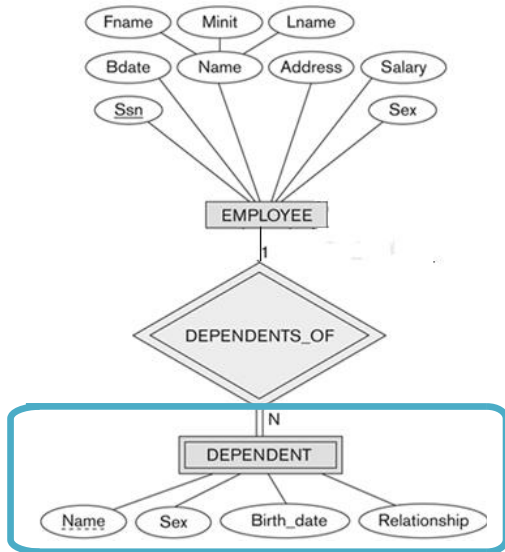 Fname Minit Lname
Bdate Name Address Salary
Ssn Sex
EMPLOYEE
1
DEPENDENTS_OF
N
DEPENDENT
Name Sex Birth_date Relationship